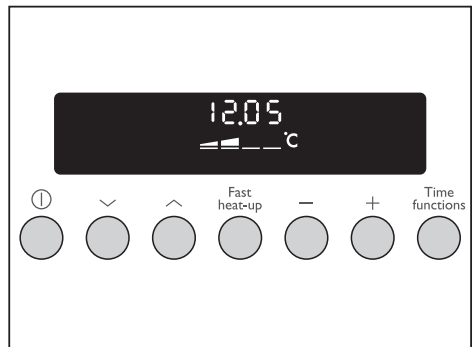 12.05
°C
Fast
heat-up
− +
Time
functions